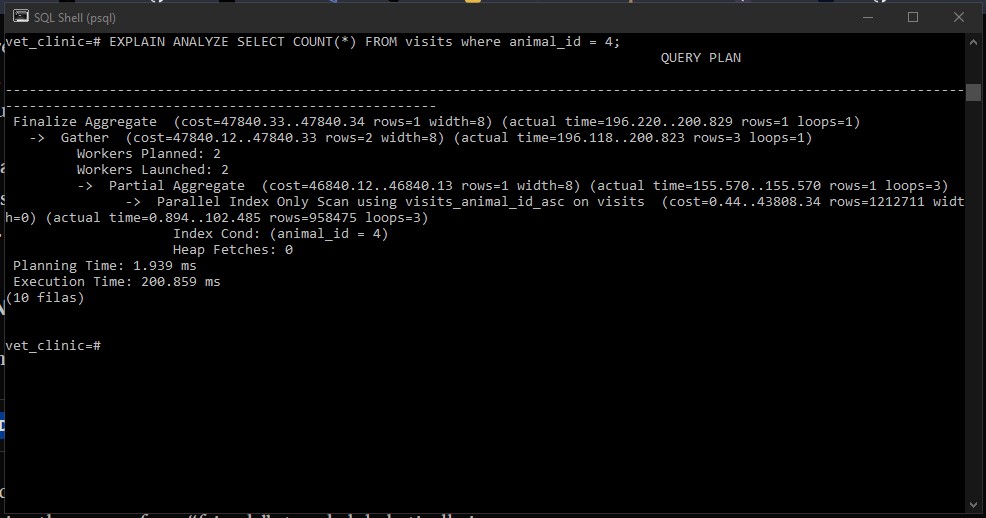 SQL Shell (psql)
vet_clinic=# EXPLAIN ANALYZE SELECT COUNT(*) FROM visits where animal_id = 4;
QUERY PLAN
------------------------------------------------------------------------------------------------------------------------
------------------------------------------------------
Finalize Aggregate  (cost=47840.33..47840.34 rows=1 width=8) (actual time=196.220..200.829 rows=1 loops=1)
->  Gather  (cost=47840.12..47840.33 rows=2 width=8) (actual time=196.118..200.823 rows=3 loops=1)
Workers Planned: 2
Workers Launched: 2
->  Partial Aggregate  (cost=46840.12..46840.13 rows=1 width=8) (actual time=155.570..155.570 rows=1 loops=3)
->  Parallel Index Only Scan using visits_animal_id_asc on visits  (cost=0.44..43808.34 rows=1212711 widt
h=0) (actual time=0.894..102.485 rows=958475 loops=3)
Index Cond: (animal_id = 4)
Heap Fetches: 0
Planning Time: 1.939 ms
Execution Time: 200.859 ms
(10 filas)
vet_clinic=#